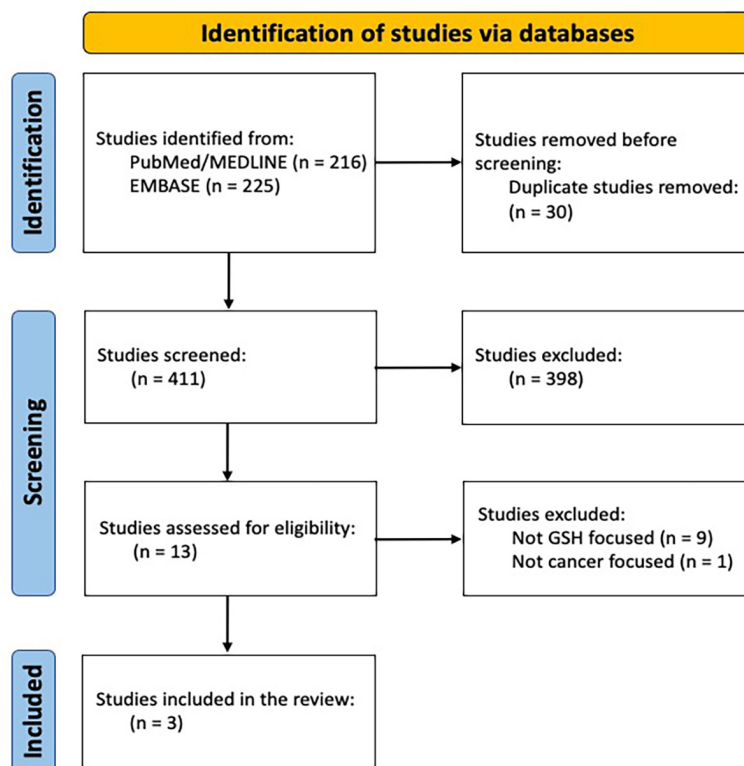 Identification of studies via databases
Identification
Studies identified from:
PubMed/MEDLINE (n = 216)
EMBASE (n = 225)
Studies removed before
screening:
Duplicate studies removed:
(n = 30)
Screening
Studies screened:
(n = 411)
Studies excluded:
(n = 398)
Studies assessed for eligibility:
(n = 13)
Studies excluded:
Not GSH focused (n = 9)
Not cancer focused (n = 1)
Included
Studies included in the review:
(n = 3)